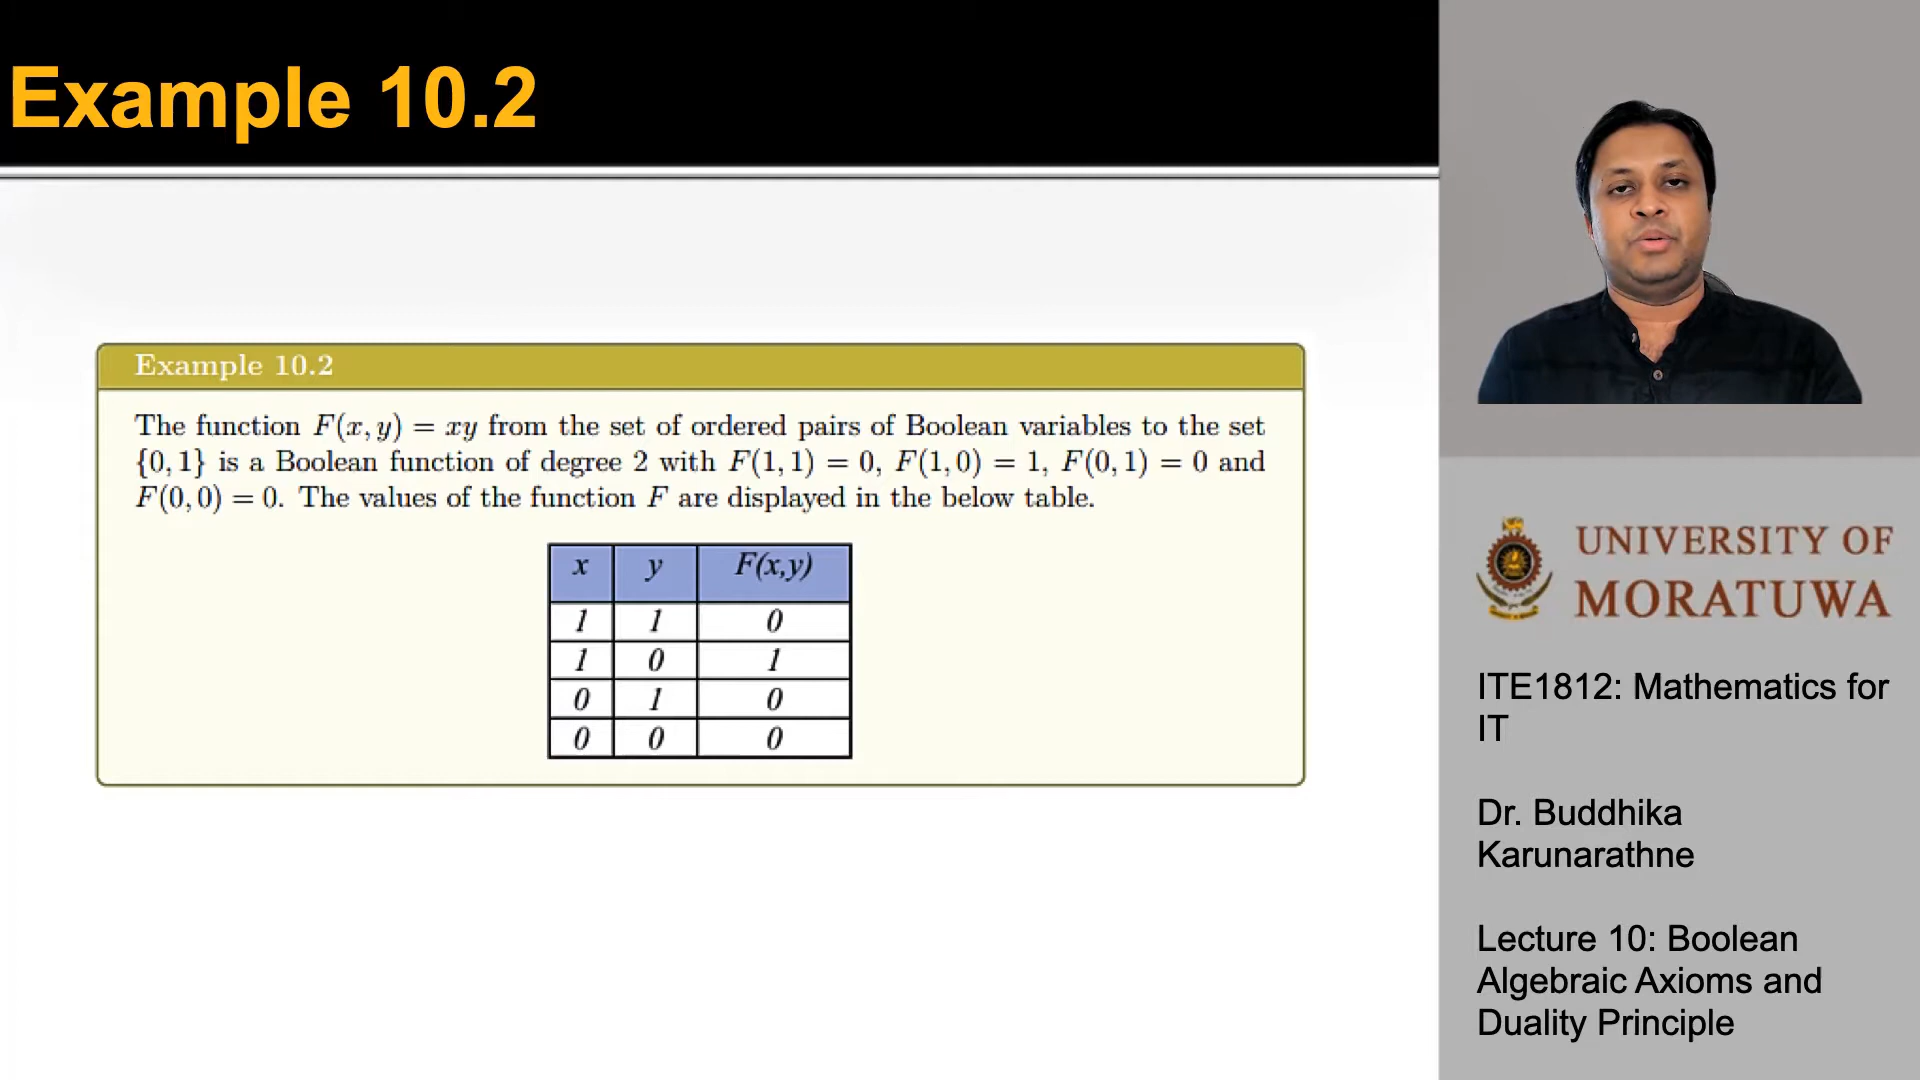 Example 10.2
Example 10.2
The function F(x, y) = xy from the set of ordered pairs of Boolean variables to the set
{0, 1} is a Boolean function of degree 2 with F(1, 1) = 0, F(1, 0) = 1, F(0, 1) = 0 and
F(0, 0) = 0. The values of the function F are displayed in the below table.
x y F(x,y)
1 1 0
1 0 1
0 1 0
0 0 0
UNIVERSITY OF
MORATUWA
ITE1812: Mathematics for
IT
Dr. Buddhika
Karunarathne
Lecture 10: Boolean
Algebraic Axioms and
Duality Principle